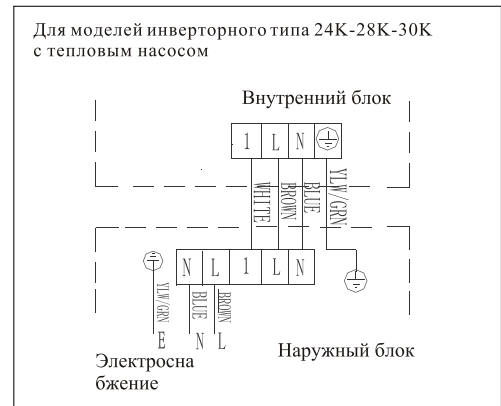 Для моделей инверторного типа 24K-28K-30K
с тепловым насосом
Внутренний блок
1 L N
WHITE BROWN BLUE YLW/GRN
N L 1 L N
YLW/GRN BLUE BROWN
E N L
Электросна
бжение
Наружный блок